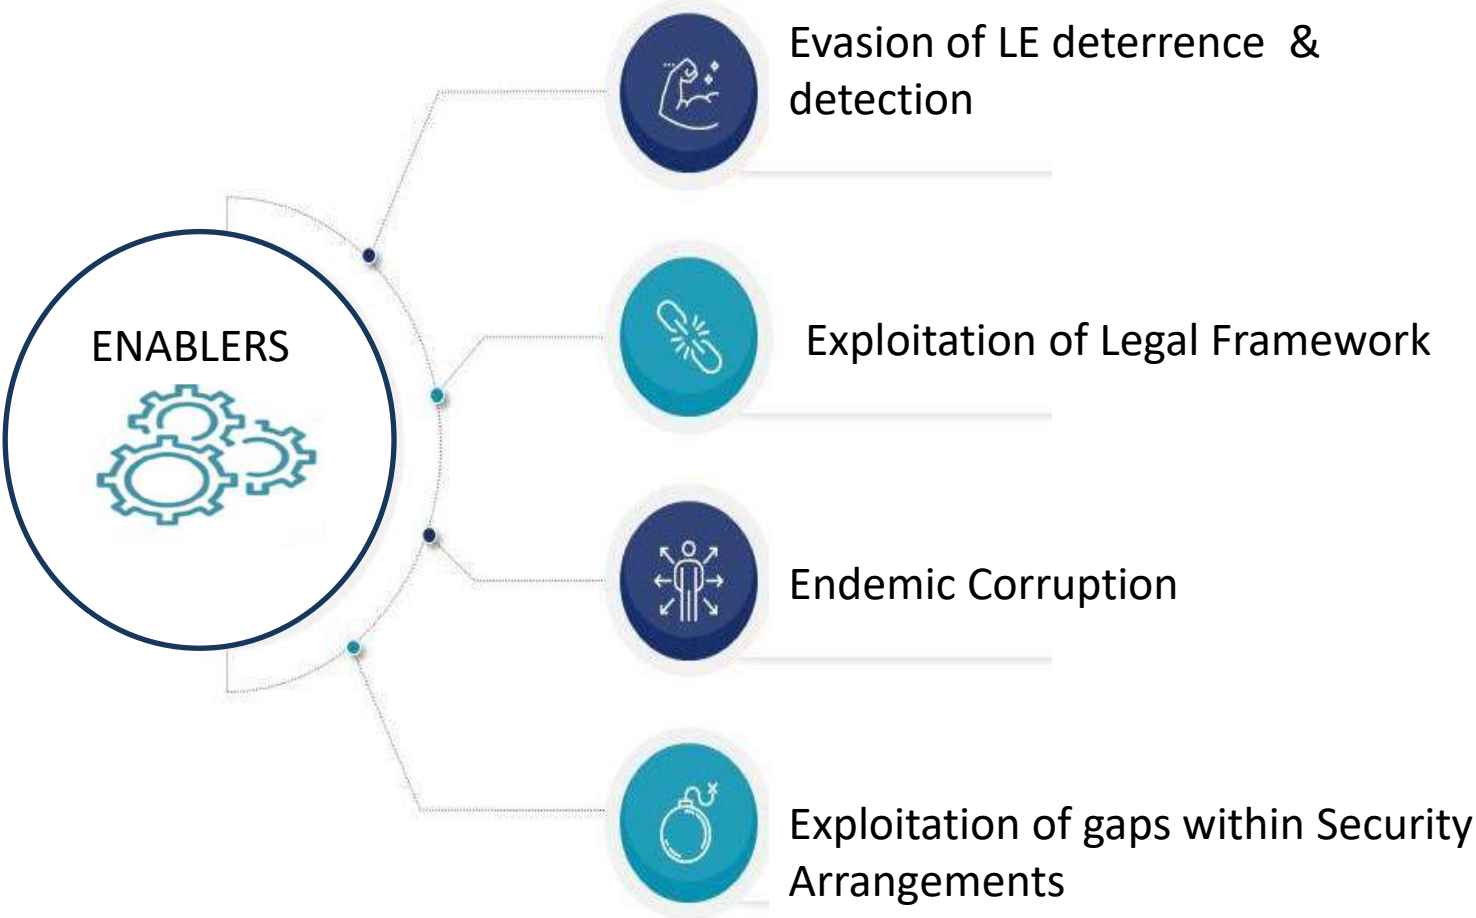 Evasion of LE deterrence &
detection
ENABLERS
Exploitation of Legal Framework
Endemic Corruption
Exploitation of gaps within Security
Arrangements